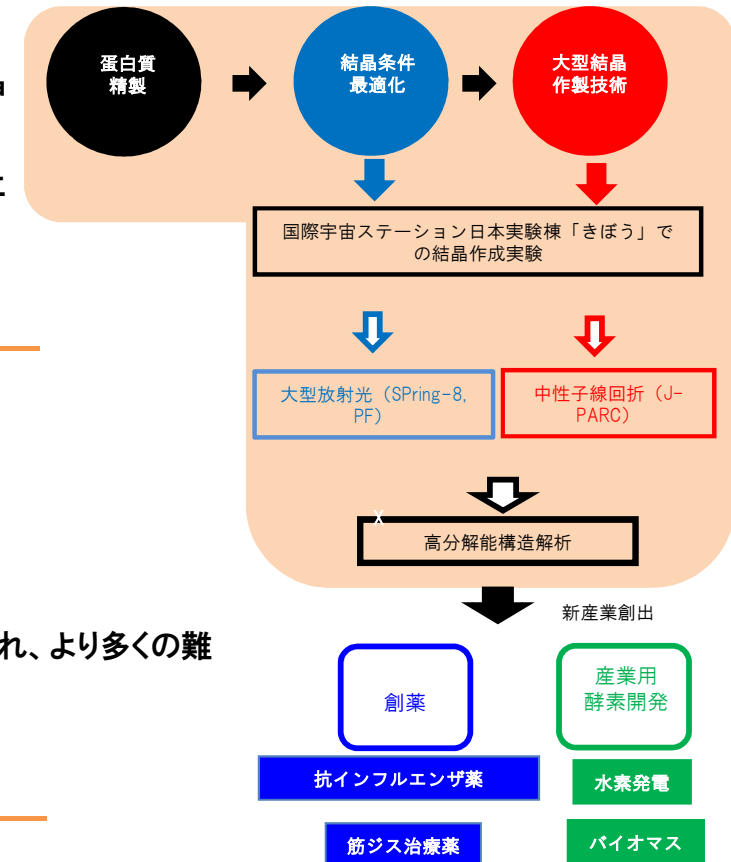 蛋白質
精製
結晶条件
最適化
大型結晶
作製技術
国際宇宙ステーション日本実験棟「きぼう」で
の結晶作成実験
大型放射光（SPring-8,
PF）
中性子線回折（J-
PARC）
X
高分解能構造解析
新産業創出
れ、より多くの難
創薬
産業用
酵素開発
抗インフルエンザ薬
水素発電
筋ジス治療薬
バイオマス